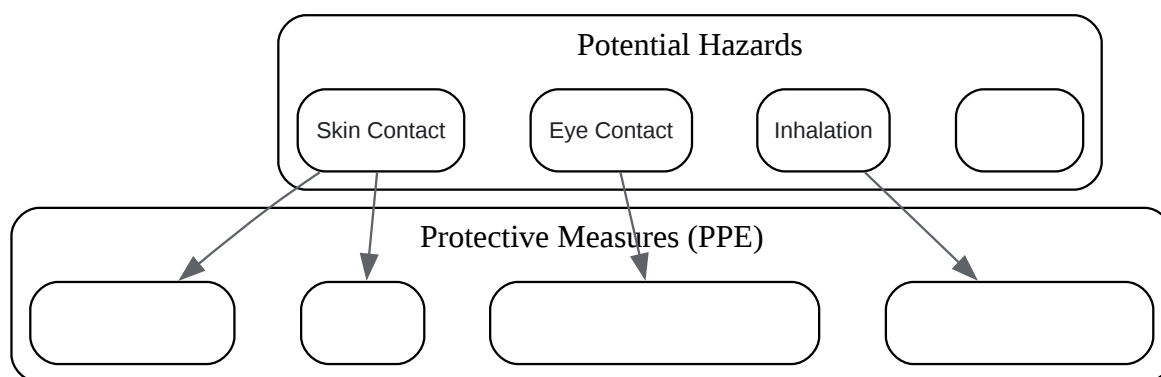 Potential Hazards
Skin Contact
Eye Contact
Inhalation
Protective Measures (PPE)